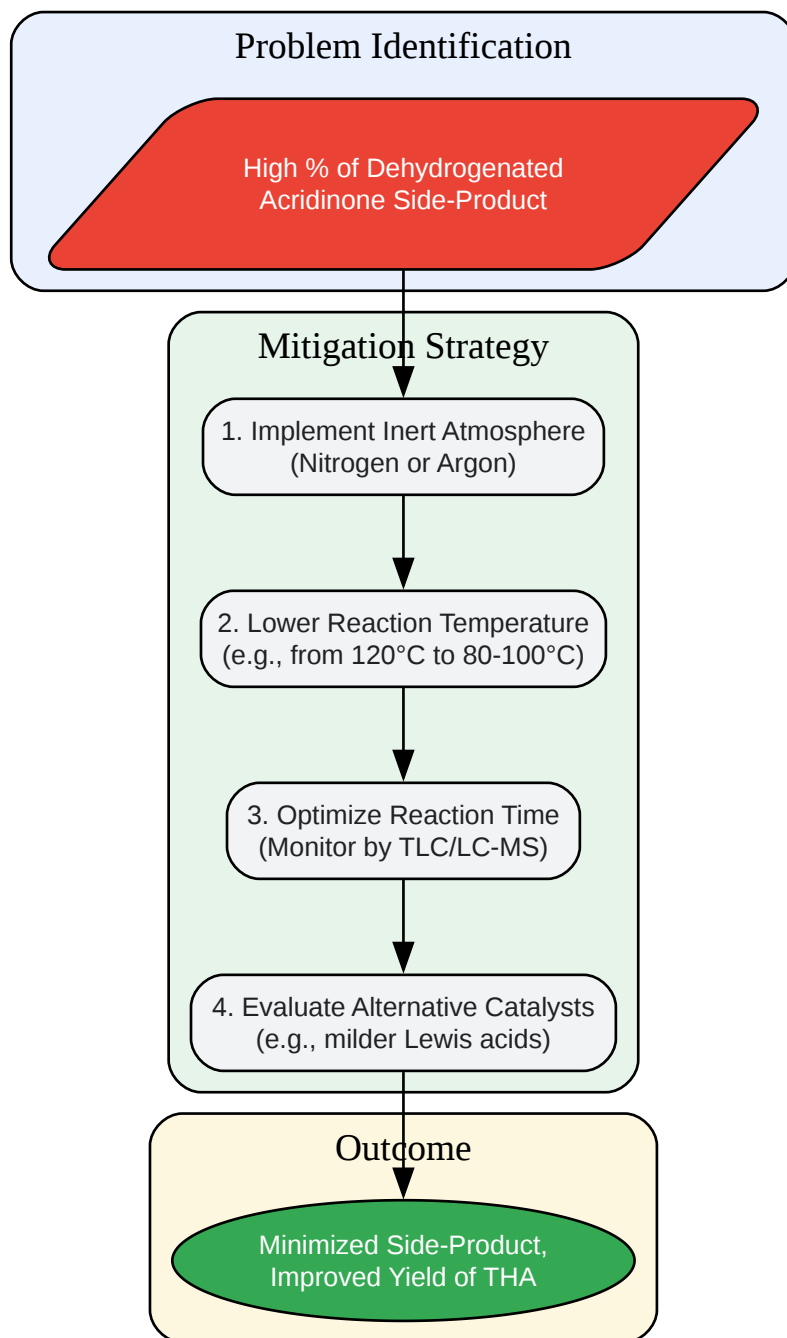 Problem Identification
High % of Dehydrogenated
Acridinone Side-Product
Mitigation Strategy
1. Implement Inert Atmosphere
(Nitrogen or Argon)
2. Lower Reaction Temperature
(e.g., from 120°C to 80-100°C)
3. Optimize Reaction Time
(Monitor by TLC/LC-MS)
4. Evaluate Alternative Catalysts
(e.g., milder Lewis acids)
Outcome
Minimized Side-Product,
Improved Yield of THA